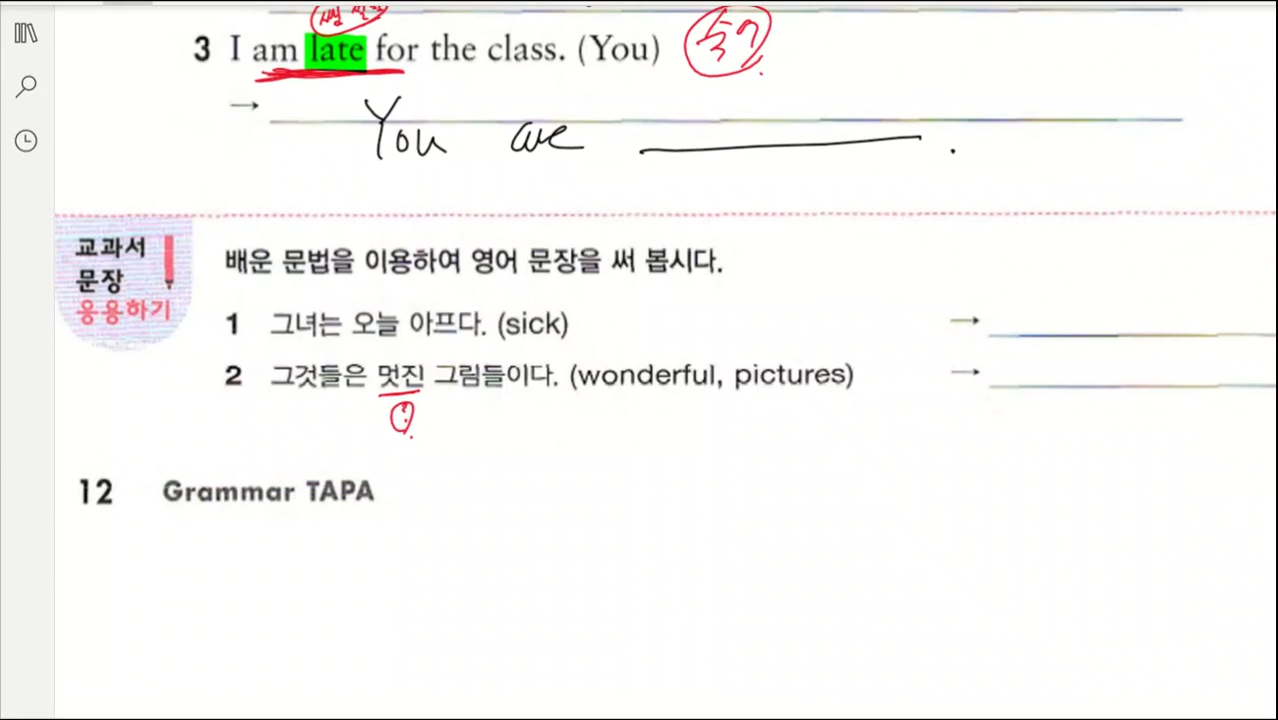 3 I am late for the class. (You) 숙어
→
You are ________ .
교과서
문장
응용하기
배운 문법을 이용하여 영어 문장을 써 봅시다.
1 그녀는 오늘 아프다. (sick) →
2 그것들은 멋진 그림들이다. (wonderful, pictures) →
12 Grammar TAPA